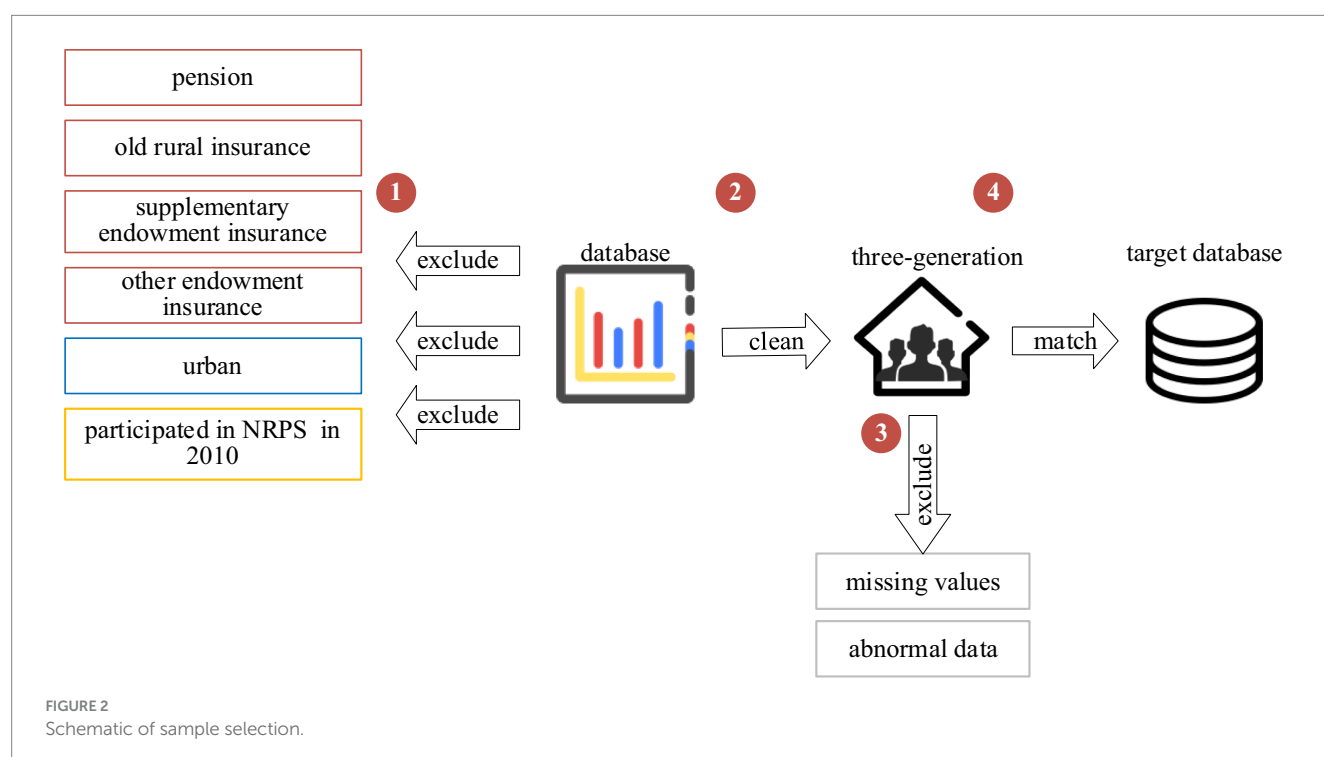 pension
old rural insurance
supplementary
endowment insurance
other endowment
insurance
urban
participated in NRPS in
2010
1
exclude
exclude
exclude
database
2
clean
three-generation
3
exclude
missing values
abnormal data
4
match
target database
FIGURE 2
Schematic of sample selection.